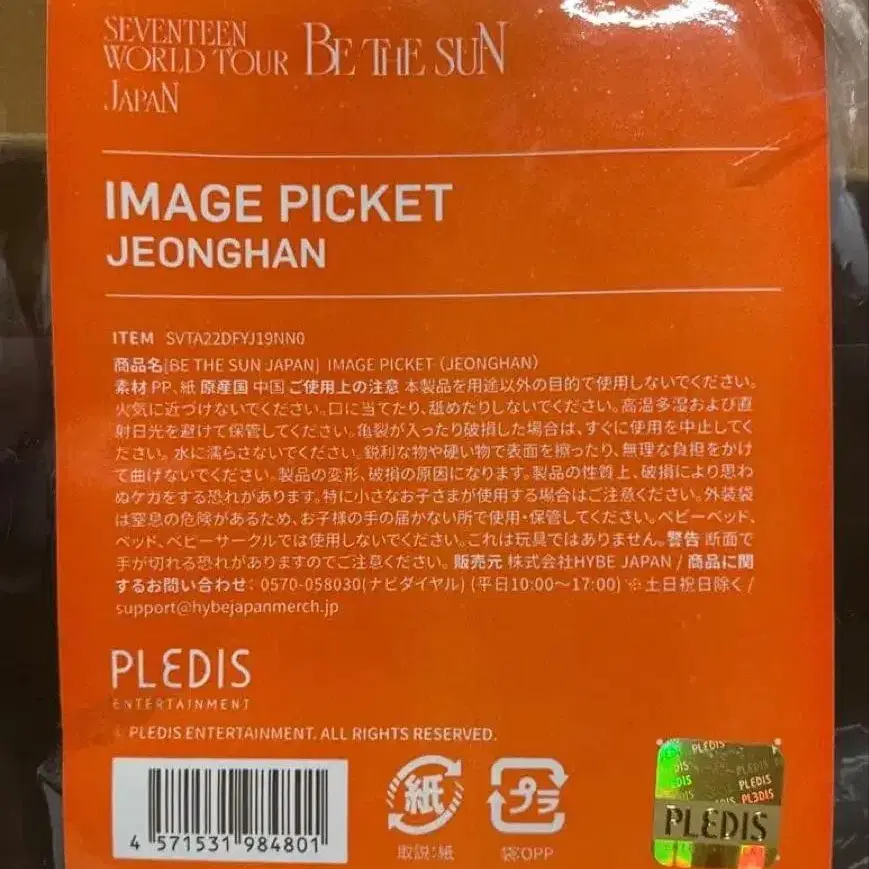 SEVENTEEN
WORLD TOUR BE THE SUN
JAPAN
IMAGE PICKET
JEONGHAN
ITEM SVTA22DFYJ19NN0
商品名[BE THE SUN JAPAN] IMAGE PICKET (JEONGHAN)
素材 PP、紙 原産国 中国 ご使用上の注意 本製品を用途以外の目的で使用しないでください。
火気に近づけないでください。口に当てたり、舐めたりしないでください。高温多湿および直
射日光を避けて保管してください。亀裂が入ったり破損した場合は、すぐに使用を中止してく
ださい。水に濡らさないでください。鋭利な物や硬い物で表面を擦ったり、無理な負担をかけ
て曲げないでください。製品の変形、破損の原因になります。製品の性質上、破損により思わ
ぬケガをする恐れがあります。特に小さなお子さまが使用する場合はご注意ください。外装袋
は窒息の危険があるため、お子様の手の届かない所で使用・保管してください。ベビーベッド、
ベッド、ベビーサークルでは使用しないでください。これは玩具ではありません。警告 断面で
手が切れる恐れがありますのでご注意ください。販売元 株式会社HYBE JAPAN / 商品に関
するお問い合わせ: 0570-058030(ナビダイヤル) (平日10:00～17:00) ※土日祝日除く /
support@hybejapanmerch.jp
PLEDIS
ENTERTAINMENT
PLEDIS ENTERTAINMENT. ALL RIGHTS RESERVED.
4 571531 984801
紙
取説:紙
プラ
袋:OPP
PLEDIS
PLEDIS
PLEDIS
PL3DIS
PLEDIS